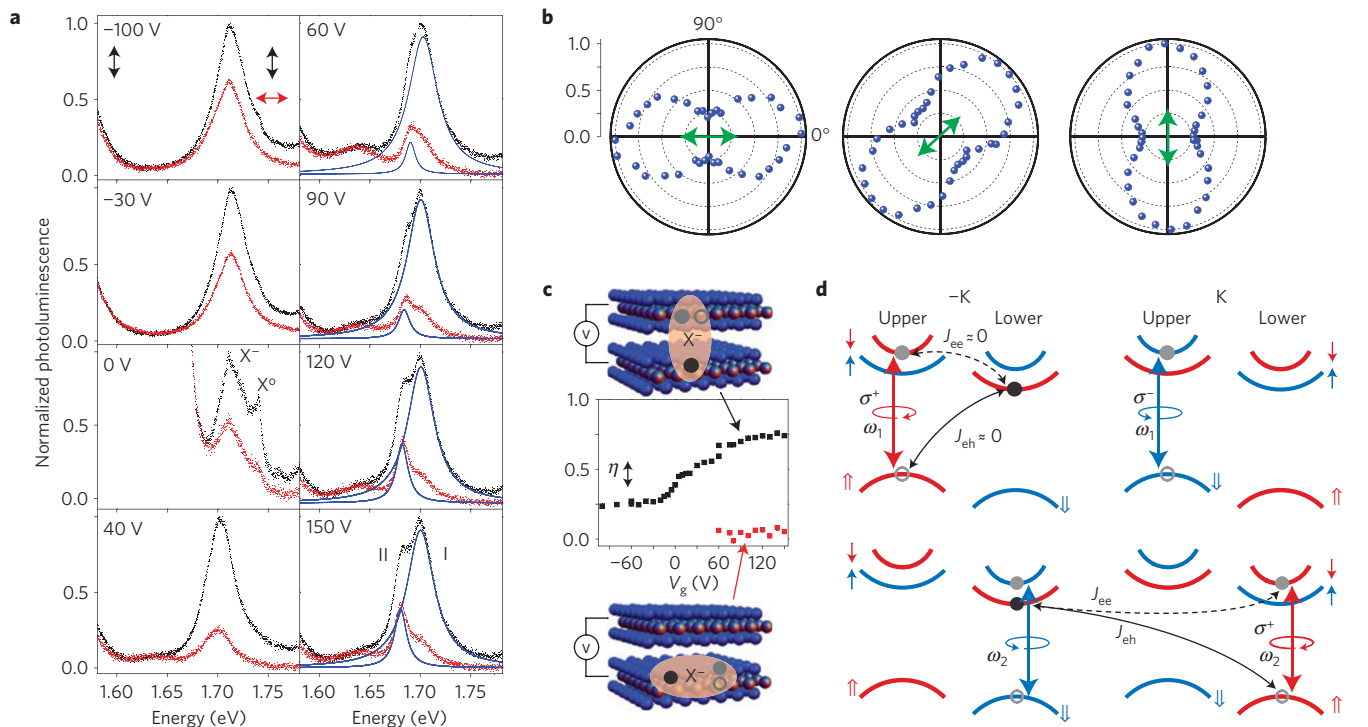 a
Normalized photoluminescence
−100 V
1.0
0.5
60 V
1.0
−30 V
0.5
90 V
1.0
0 V
X⁻
X⁰
0.5
120 V
0.0
1.0
40 V
0.5
150 V
II
I
0.0
1.60 1.65 1.70 1.75
1.60 1.65 1.70 1.75
Energy (eV)
Energy (eV)
b
90°
1.0
0.5
0.0
0°
c
V
X⁻
1.0
η
0.5
0.0
−60 0 60 120
V_g (V)
V
X⁻
d
−K
K
Upper Lower Upper Lower
↓
↑
J_ee ≈ 0
↓
↑
σ⁺
ω₁
J_eh ≈ 0
σ⁻
ω₁
⇑
⇓
⇓
⇑
↓
↑
J_ee
↓
↑
J_eh
ω₂
σ⁺
ω₂
⇑
⇓
⇓
⇑